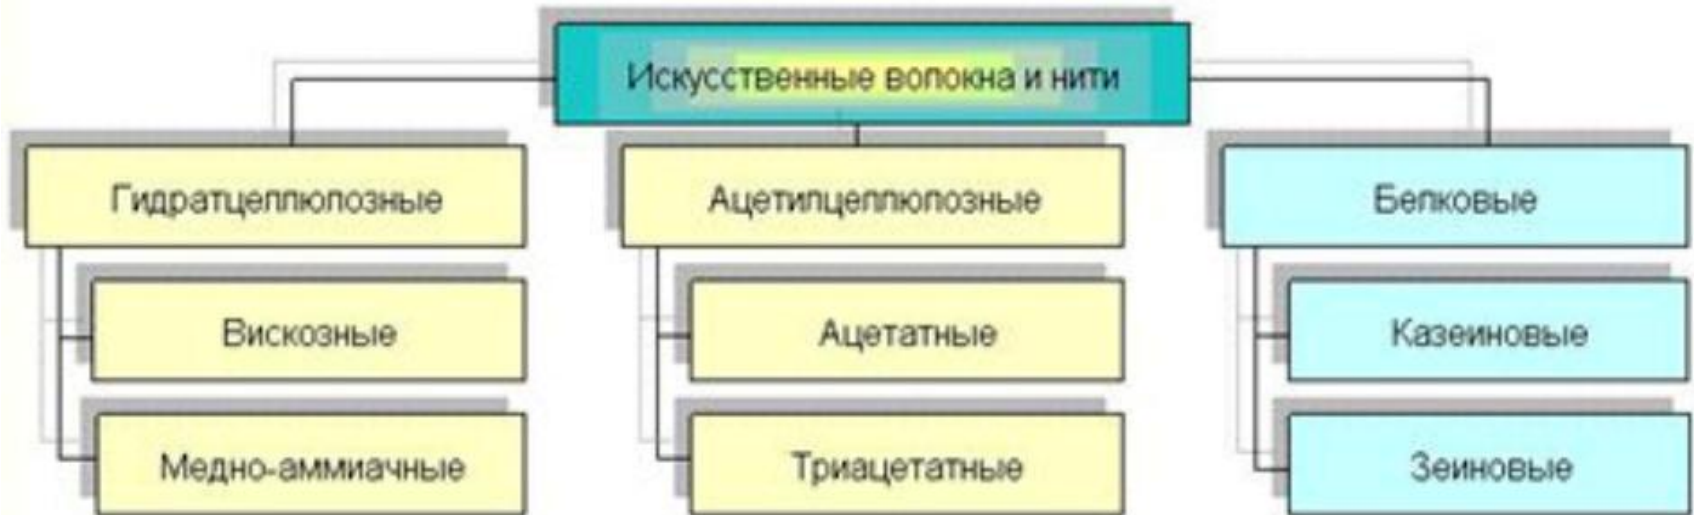 Искусственные волокна и нити
Гидратцеллюлозные
Ацетилцеллюлозные
Белковые
Вискозные
Ацетатные
Казеиновые
Медно-аммиачные
Триацетатные
Зеиновые